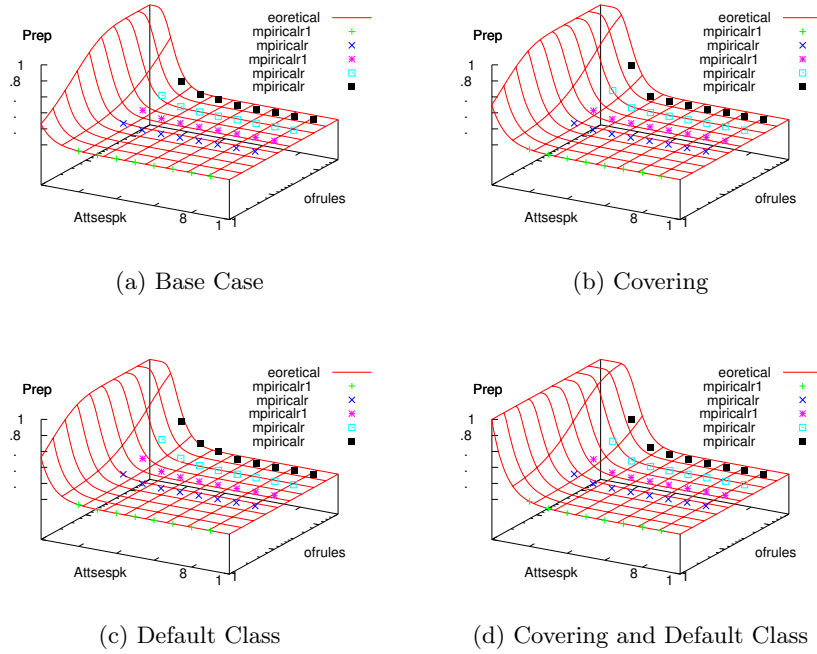 eoretical
mpiricalr1
mpiricalr
mpiricalr1
mpiricalr
mpiricalr
Prep
1
.8
.
.
Attsespk
8
1
1
ofrules
(a) Base Case
eoretical
mpiricalr1
mpiricalr
mpiricalr1
mpiricalr
mpiricalr
Prep
1
.8
.
.
Attsespk
8
1
1
ofrules
(b) Covering
eoretical
mpiricalr1
mpiricalr
mpiricalr1
mpiricalr
mpiricalr
Prep
1
.8
.
.
Attsespk
8
1
1
ofrules
(c) Default Class
eoretical
mpiricalr1
mpiricalr
mpiricalr1
mpiricalr
mpiricalr
Prep
1
.8
.
.
Attsespk
8
1
1
ofrules
(d) Covering and Default Class